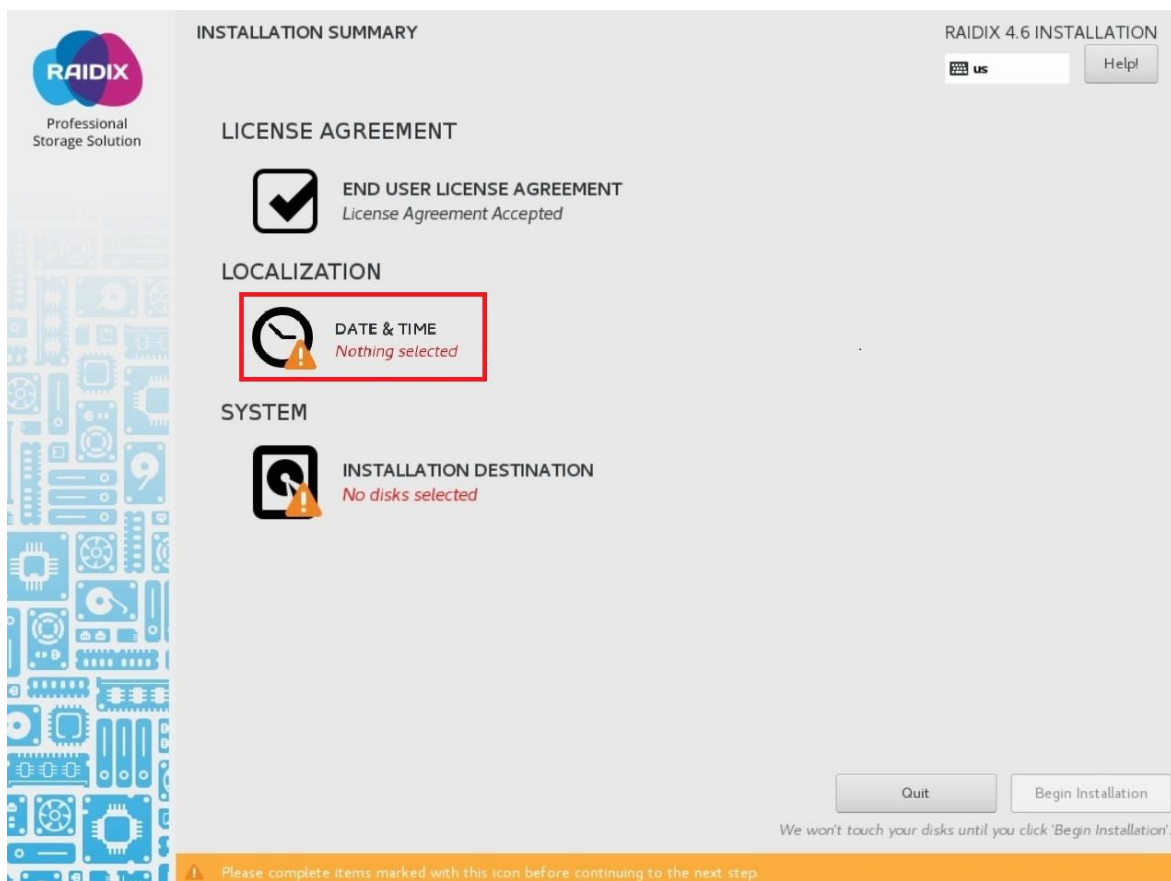 RAIDIX
Professional
Storage Solution
INSTALLATION SUMMARY
RAIDIX 4.6 INSTALLATION
us
Help!
LICENSE AGREEMENT
END USER LICENSE AGREEMENT
License Agreement Accepted
LOCALIZATION
DATE & TIME
Nothing selected
SYSTEM
INSTALLATION DESTINATION
No disks selected
Quit
Begin Installation
We won't touch your disks until you click 'Begin Installation'.
Please complete items marked with this icon before continuing to the next step.